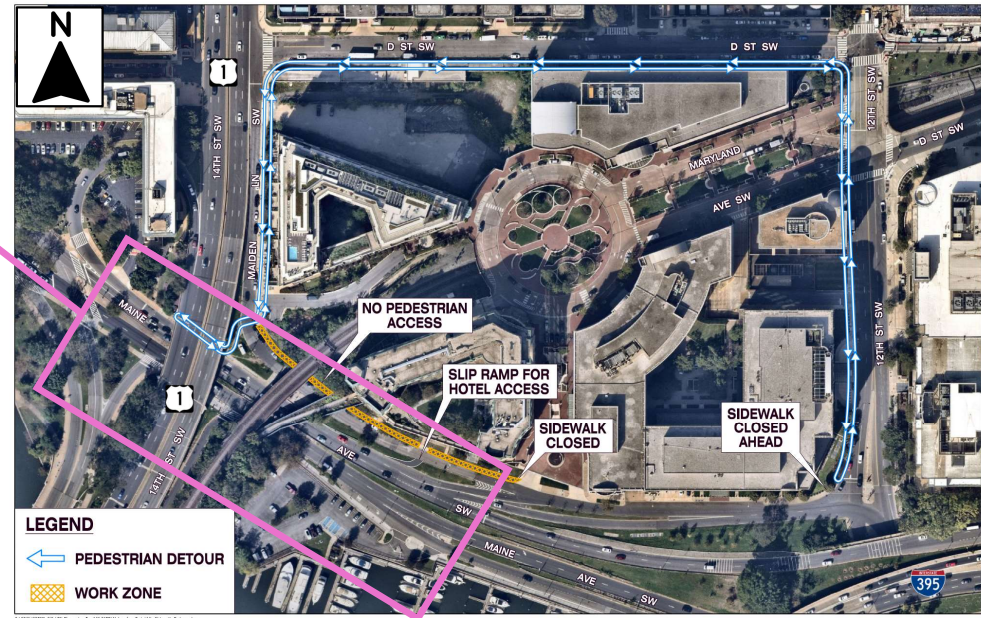 N
D ST SW
D ST SW
1
14TH ST SW
MAIDEN LN SW
12TH ST SW
D ST SW
MARYLAND
AVE SW
MAINE
NO PEDESTRIAN
ACCESS
SLIP RAMP FOR
HOTEL ACCESS
SIDEWALK
CLOSED
SIDEWALK
CLOSED
AHEAD
12TH ST SW
1
14TH ST SW
AVE
SW
MAINE
AVE
SW
395
LEGEND
PEDESTRIAN DETOUR
WORK ZONE